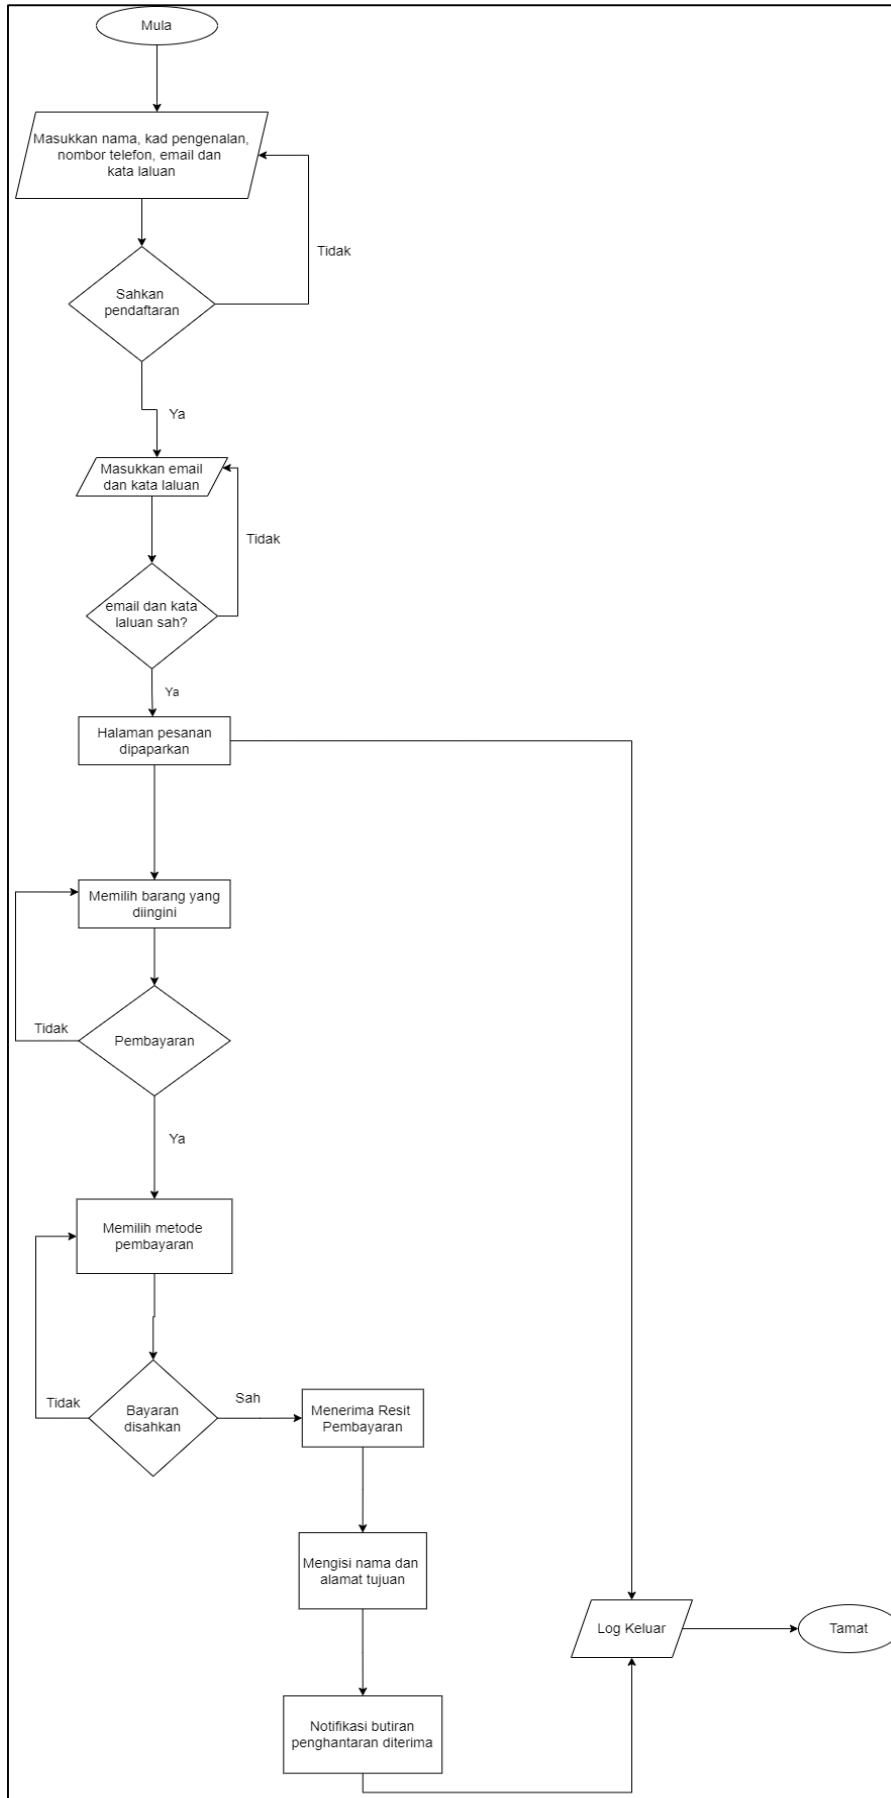 Mula
Masukkan nama, kad pengenalan,
nombor telefon, email dan
kata laluan
Tidak
Sahkan
pendaftaran
Ya
Masukkan email
dan kata laluan
Tidak
email dan kata
laluan sah?
Ya
Halaman pesanan
dipaparkan
Memilih barang yang
diingini
Tidak
Pembayaran
Ya
Memilih metode
pembayaran
Tidak
Bayaran
disahkan
Sah
Menerima Resit
Pembayaran
Mengisi nama dan
alamat tujuan
Notifikasi butiran
penghantaran diterima
Log Keluar
Tamat